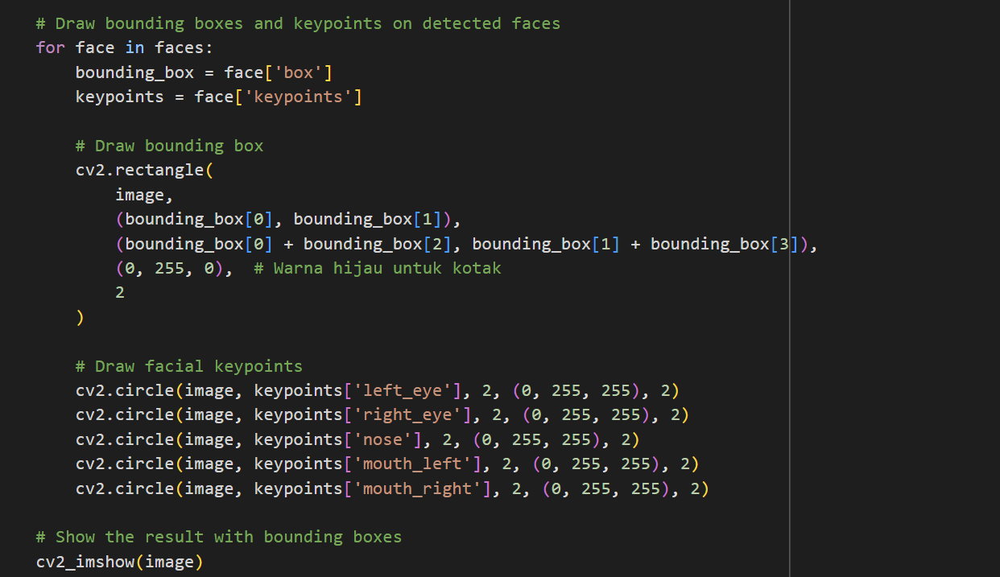 # Draw bounding boxes and keypoints on detected faces
for face in faces:
    bounding_box = face['box']
    keypoints = face['keypoints']

    # Draw bounding box
    cv2.rectangle(
        image,
        (bounding_box[0], bounding_box[1]),
        (bounding_box[0] + bounding_box[2], bounding_box[1] + bounding_box[3]),
        (0, 255, 0),  # Warna hijau untuk kotak
        2
    )

    # Draw facial keypoints
    cv2.circle(image, keypoints['left_eye'], 2, (0, 255, 255), 2)
    cv2.circle(image, keypoints['right_eye'], 2, (0, 255, 255), 2)
    cv2.circle(image, keypoints['nose'], 2, (0, 255, 255), 2)
    cv2.circle(image, keypoints['mouth_left'], 2, (0, 255, 255), 2)
    cv2.circle(image, keypoints['mouth_right'], 2, (0, 255, 255), 2)

# Show the result with bounding boxes
cv2_imshow(image)